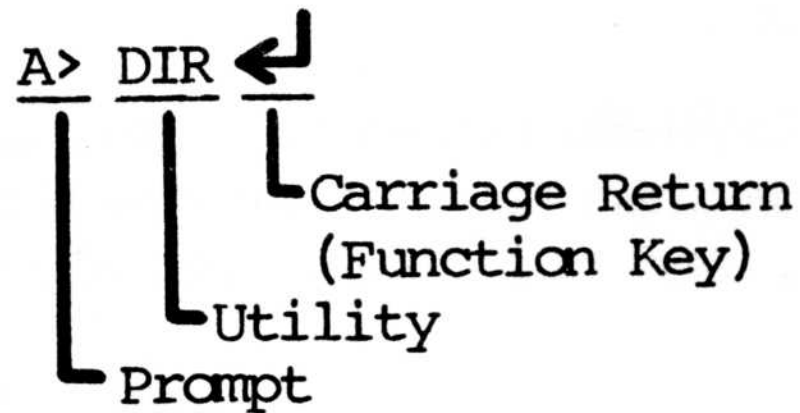 A> DIR ↵
Carriage Return
(Function Key)
Utility
Prompt